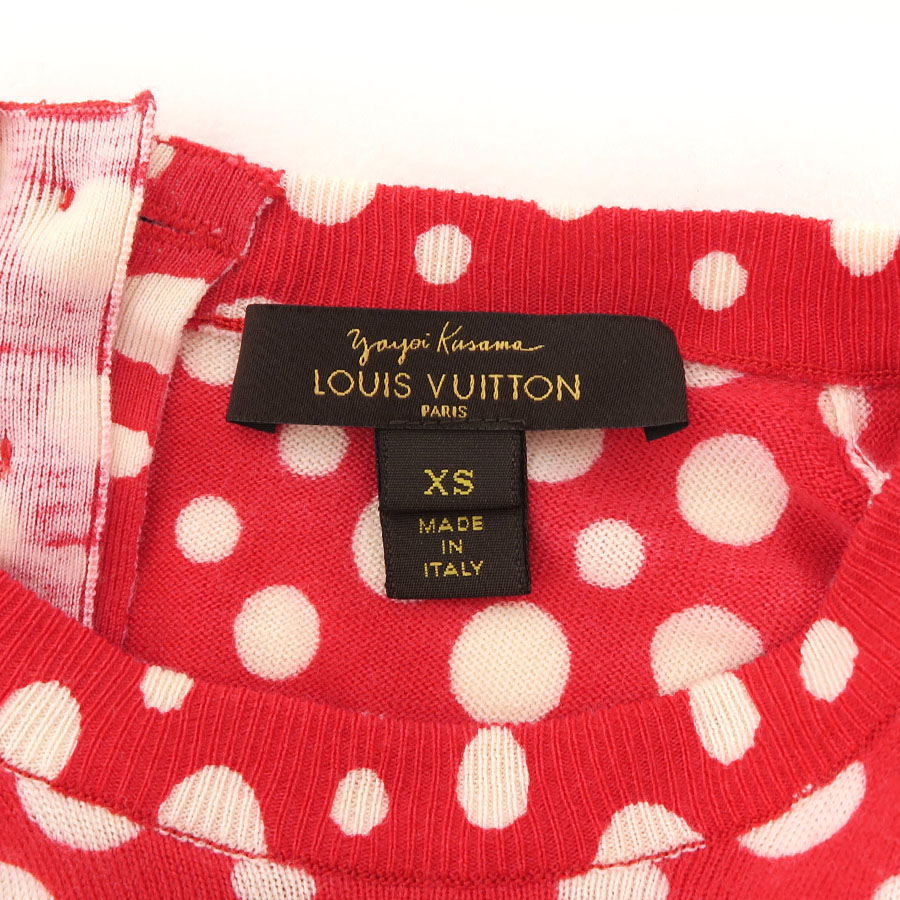 Yayoi Kusama
LOUIS VUITTON
PARIS
XS
MADE
IN
ITALY